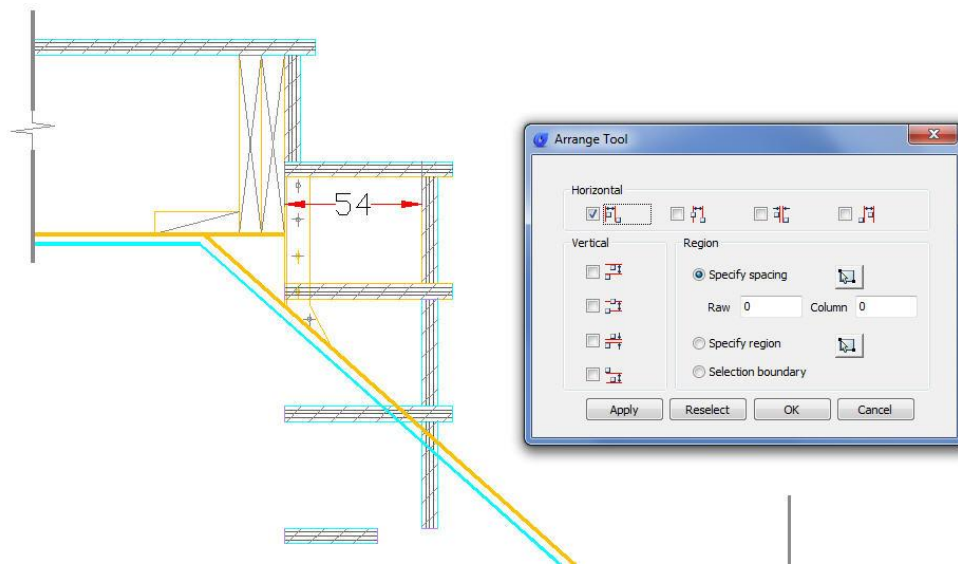 54
Arrange Tool
Horizontal
Vertical
Region
Specify spacing
Raw 0 Column 0
Specify region
Selection boundary
Apply Reselect OK Cancel